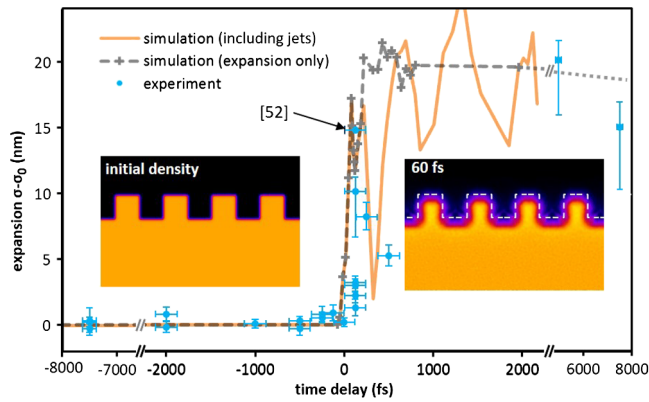 simulation (including jets)
simulation (expansion only)
experiment
[52]
initial density
60 fs
expansion σ-σ0 (nm)
20
15
10
5
0
-8000 -7000 -2000 -1000 0 1000 2000 6000 8000
time delay (fs)